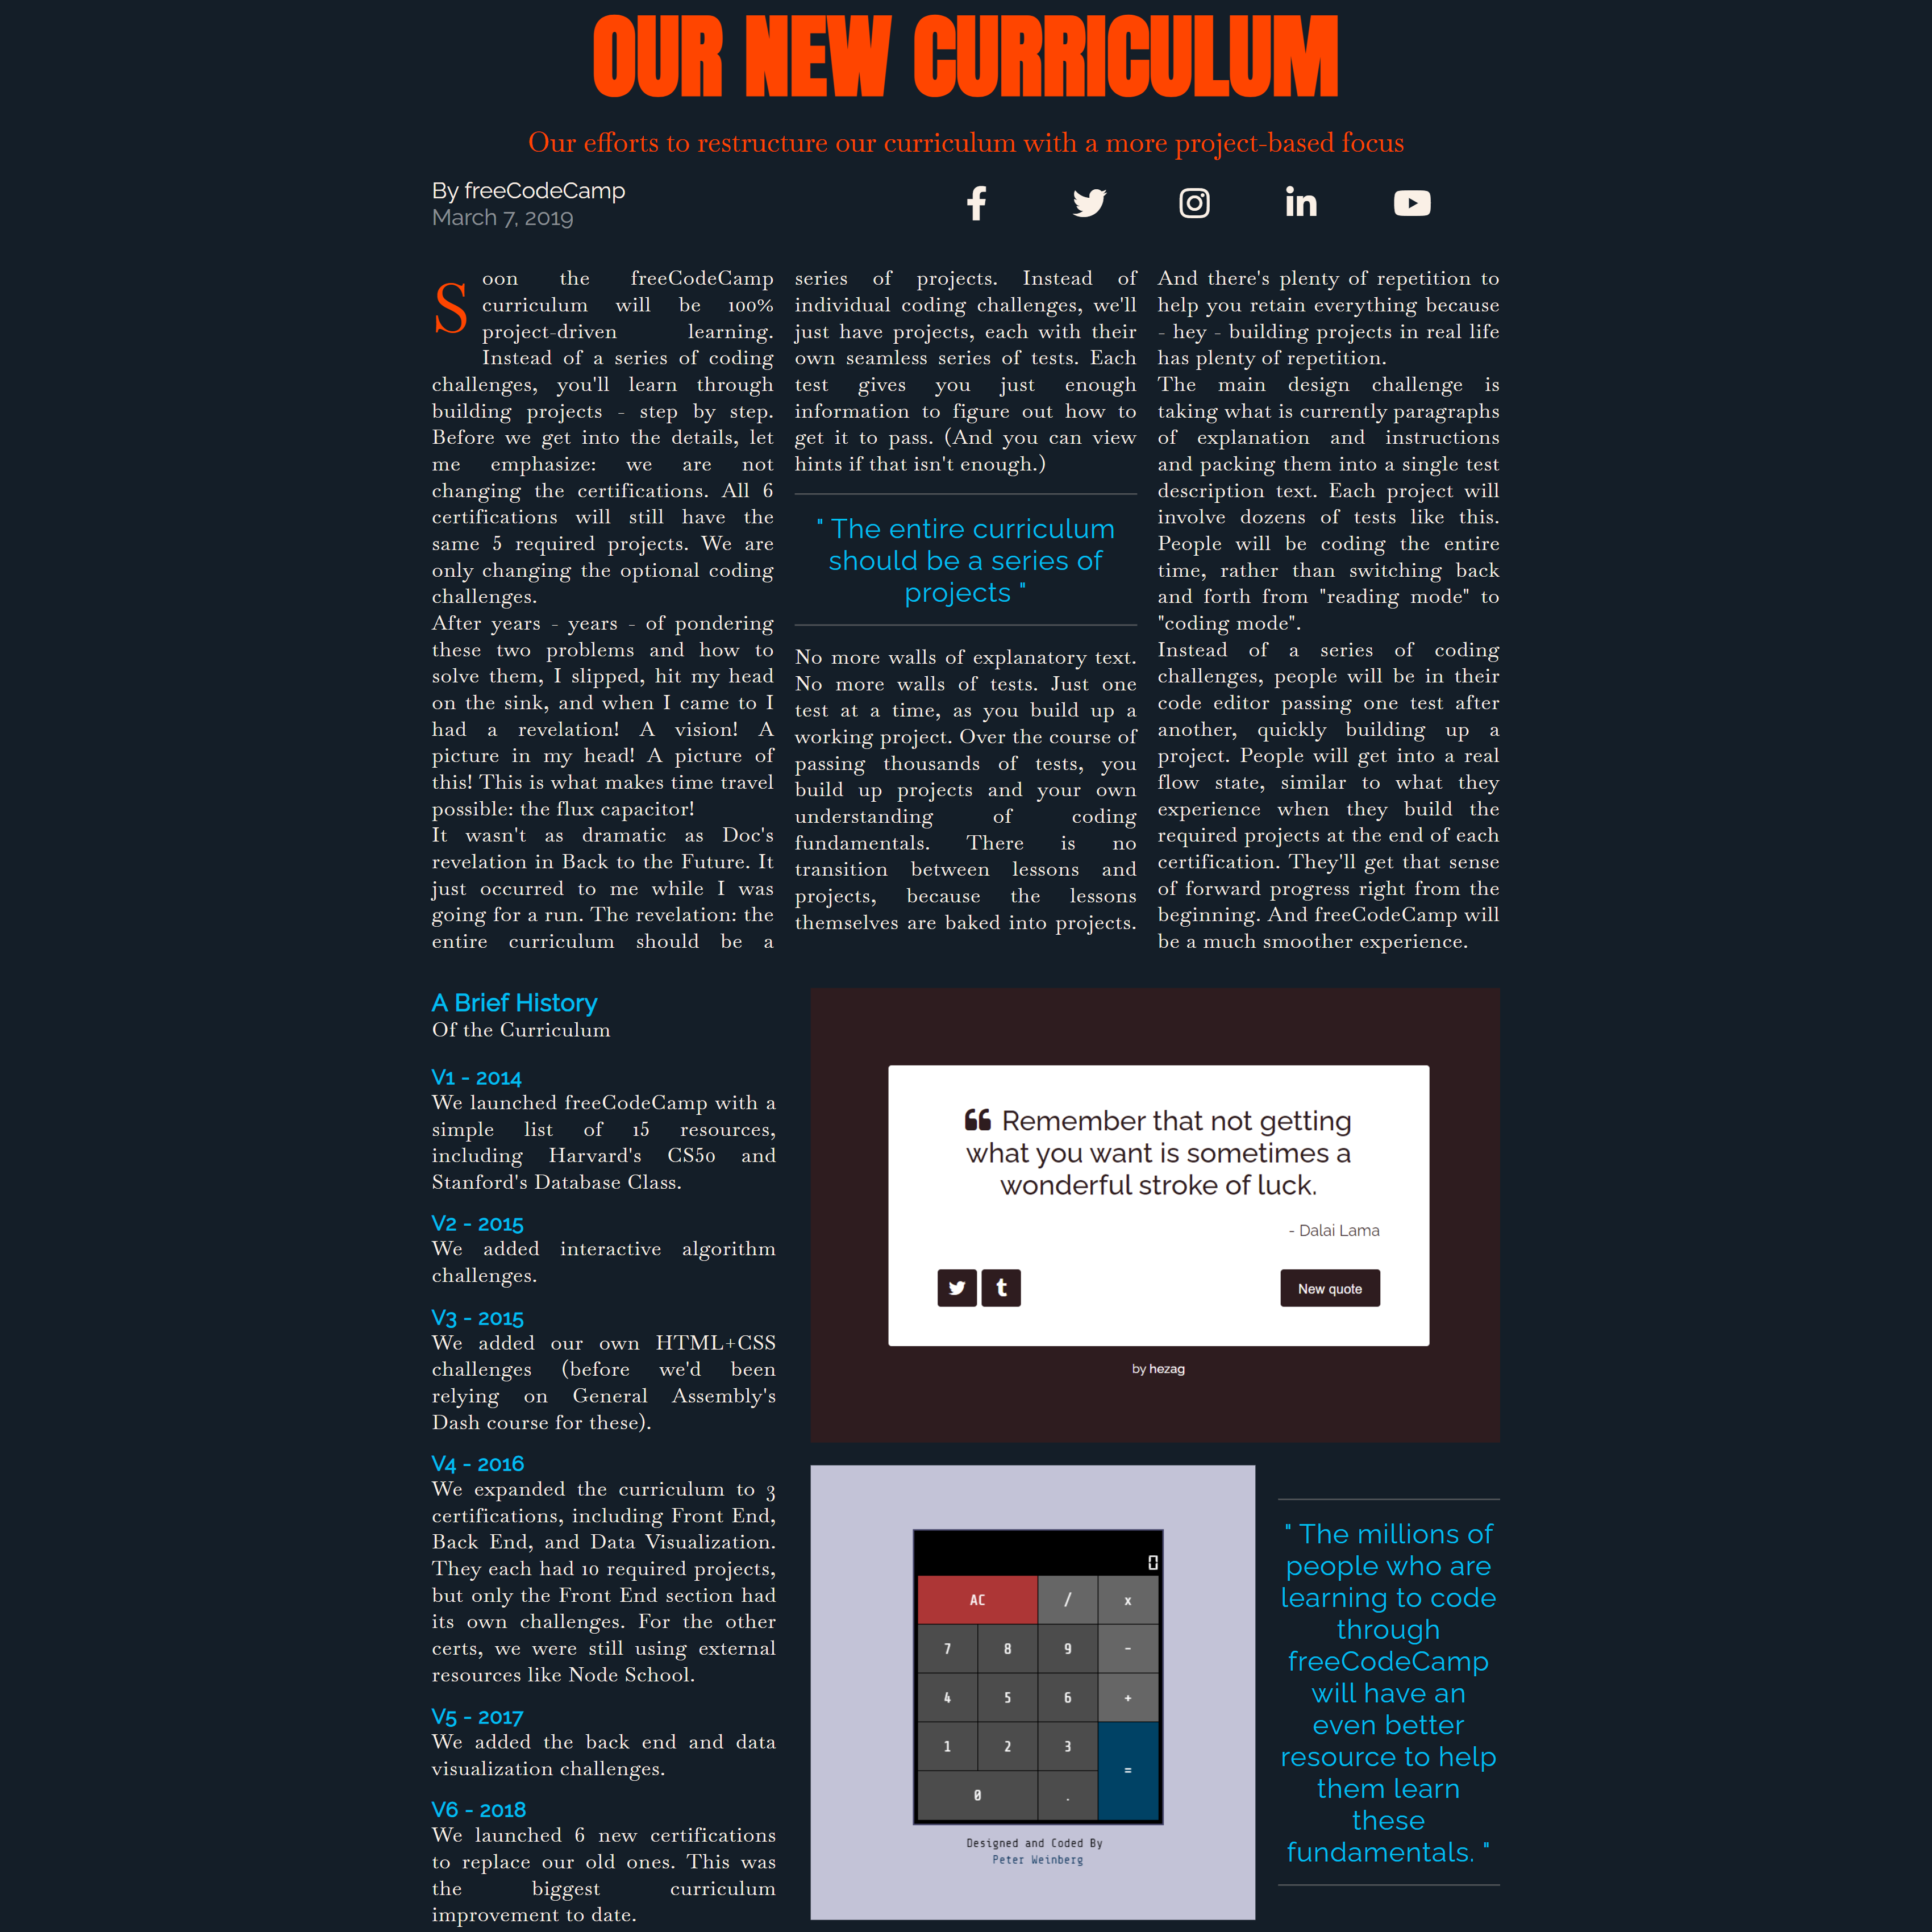 OUR NEW CURRICULUM
Our efforts to restructure our curriculum with a more project-based focus
By freeCodeCamp
March 7, 2019
Soon the freeCodeCamp
curriculum will be 100%
project-driven learning.
Instead of a series of coding
challenges, you'll learn through
building projects - step by step.
Before we get into the details, let
me emphasize: we are not
changing the certifications. All 6
certifications will still have the
same 5 required projects. We are
only changing the optional coding
challenges.
After years - years - of pondering
these two problems and how to
solve them, I slipped, hit my head
on the sink, and when I came to I
had a revelation! A vision! A
picture in my head! A picture of
this! This is what makes time travel
possible: the flux capacitor!
It wasn't as dramatic as Doc's
revelation in Back to the Future. It
just occurred to me while I was
going for a run. The revelation: the
entire curriculum should be a
series of projects. Instead of
individual coding challenges, we'll
just have projects, each with their
own seamless series of tests. Each
test gives you just enough
information to figure out how to
get it to pass. (And you can view
hints if that isn't enough.)
" The entire curriculum
should be a series of
projects "
No more walls of explanatory text.
No more walls of tests. Just one
test at a time, as you build up a
working project. Over the course of
passing thousands of tests, you
build up projects and your own
understanding of coding
fundamentals. There is no
transition between lessons and
projects, because the lessons
themselves are baked into projects.
And there's plenty of repetition to
help you retain everything because
- hey - building projects in real life
has plenty of repetition.
The main design challenge is
taking what is currently paragraphs
of explanation and instructions
and packing them into a single test
description text. Each project will
involve dozens of tests like this.
People will be coding the entire
time, rather than switching back
and forth from "reading mode" to
"coding mode".
Instead of a series of coding
challenges, people will be in their
code editor passing one test after
another, quickly building up a
project. People will get into a real
flow state, similar to what they
experience when they build the
required projects at the end of each
certification. They'll get that sense
of forward progress right from the
beginning. And freeCodeCamp will
be a much smoother experience.
A Brief History
Of the Curriculum
V1 - 2014
We launched freeCodeCamp with a
simple list of 15 resources,
including Harvard's CS50 and
Stanford's Database Class.
V2 - 2015
We added interactive algorithm
challenges.
V3 - 2015
We added our own HTML+CSS
challenges (before we'd been
relying on General Assembly's
Dash course for these).
V4 - 2016
We expanded the curriculum to 3
certifications, including Front End,
Back End, and Data Visualization.
They each had 10 required projects,
but only the Front End section had
its own challenges. For the other
certs, we were still using external
resources like Node School.
V5 - 2017
We added the back end and data
visualization challenges.
V6 - 2018
We launched 6 new certifications
to replace our old ones. This was
the biggest curriculum
improvement to date.
“ Remember that not getting
what you want is sometimes a
wonderful stroke of luck.
- Dalai Lama
New quote
by hezag
0
AC / x
7 8 9 -
4 5 6 +
1 2 3 =
0 .
Designed and Coded By
Peter Weinberg
" The millions of
people who are
learning to code
through
freeCodeCamp
will have an
even better
resource to help
them learn
these
fundamentals. "